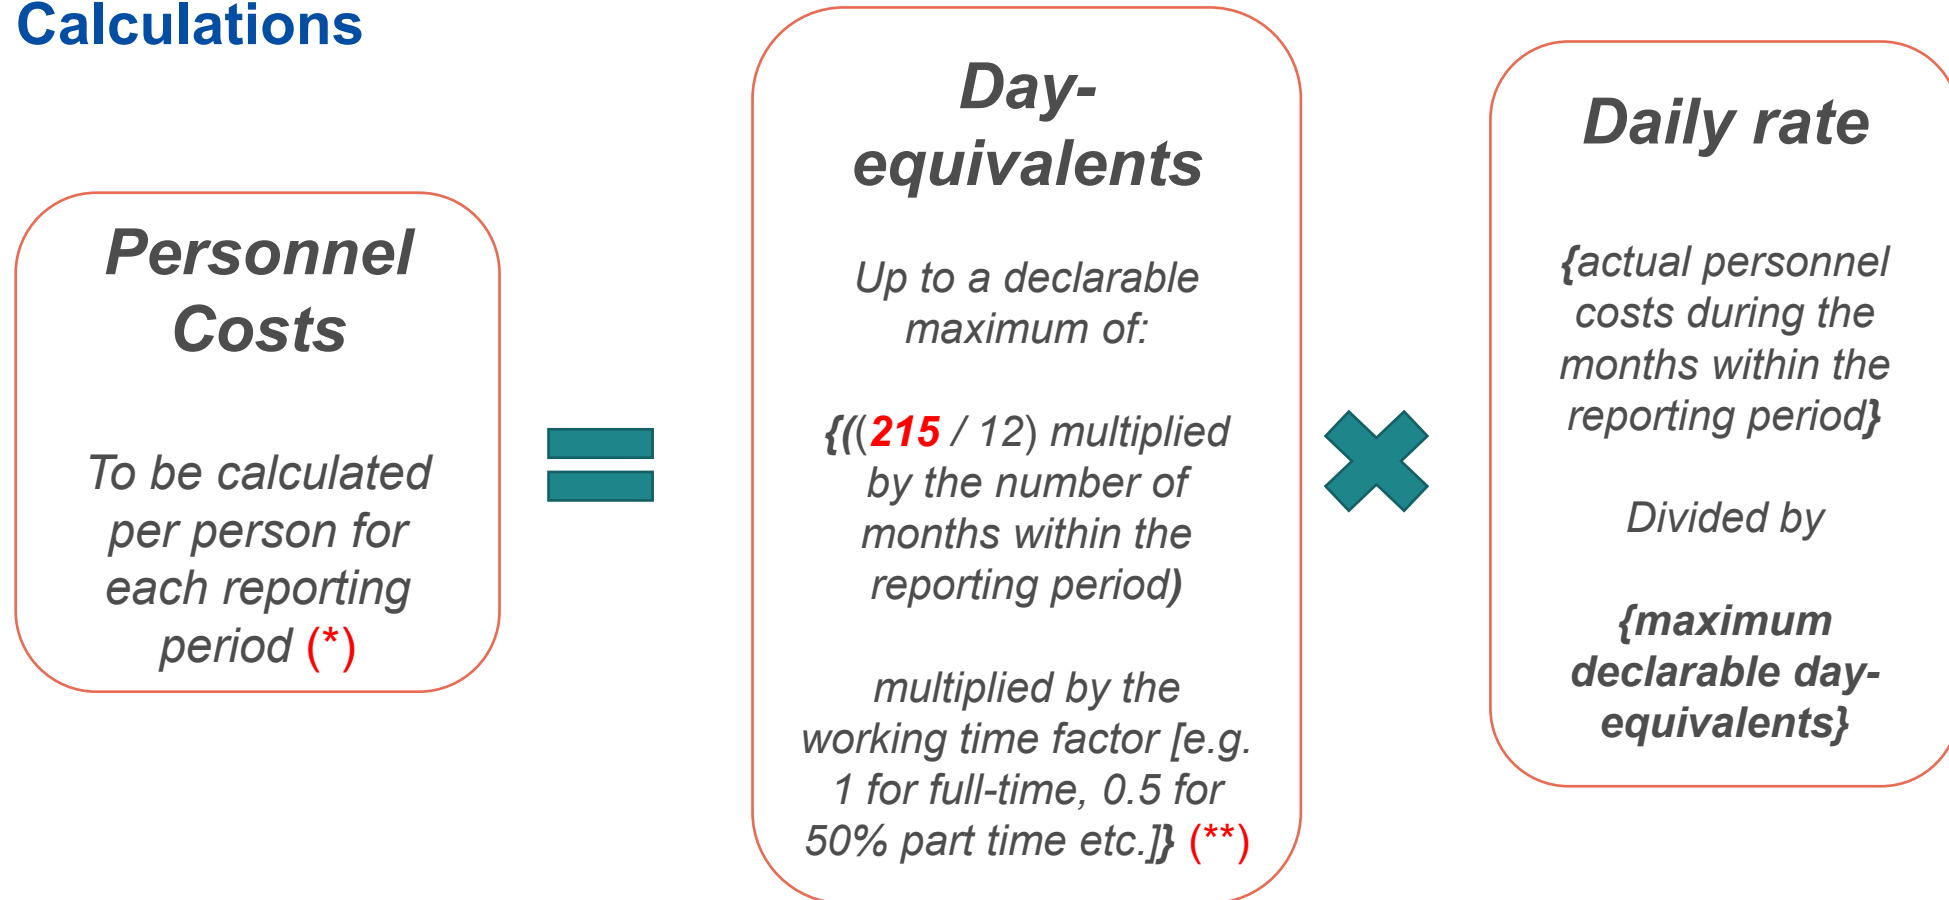 Calculations
Personnel
Costs
To be calculated
per person for
each reporting
period (*)
Day-
equivalents
Up to a declarable
maximum of:
{((215 / 12) multiplied
by the number of
months within the
reporting period)
multiplied by the
working time factor [e.g.
1 for full-time, 0.5 for
50% part time etc.]} (**)
Daily rate
{actual personnel
costs during the
months within the
reporting period}
Divided by
{maximum
declarable day-
equivalents}